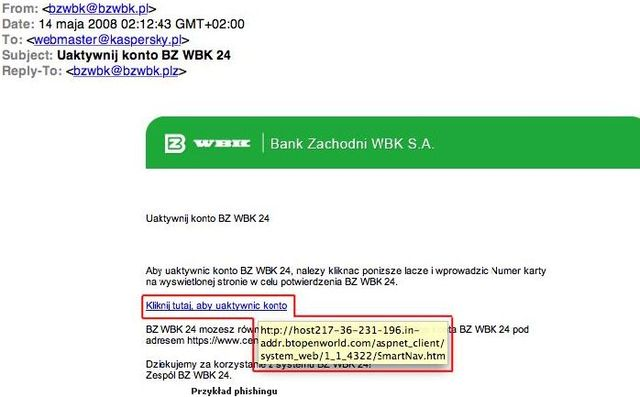 From: <bzwbk@bzwbk.pl>
Date: 14 maja 2008 02:12:43 GMT+02:00
To: <webmaster@kaspersky.pl>
Subject: Uaktywnij konto BZ WBK 24
Reply-To: <bzwbk@bzwbk.plz>
WBK | Bank Zachodni WBK S.A.
Uaktywnij konto BZ WBK 24
Aby uaktywnic konto BZ WBK 24, nalezy kliknac ponizsze lacze i wprowadzic Numer karty
na wyswietlonej stronie w celu potwierdzenia BZ WBK 24.
Kliknij tutaj, aby uaktywnic konto
BZ WBK 24 mozesz równ ta BZ WBK 24 pod
adresem https://www.cen
http://host217-36-231-196.in-
addr.btopenworld.com/aspnet_client/
system_web/1_1_4322/SmartNav.htm
Dziekujemy za korzystanie z systemu BZ WBK 24!
Zespól BZ WBK 24.
Przykład phishingu